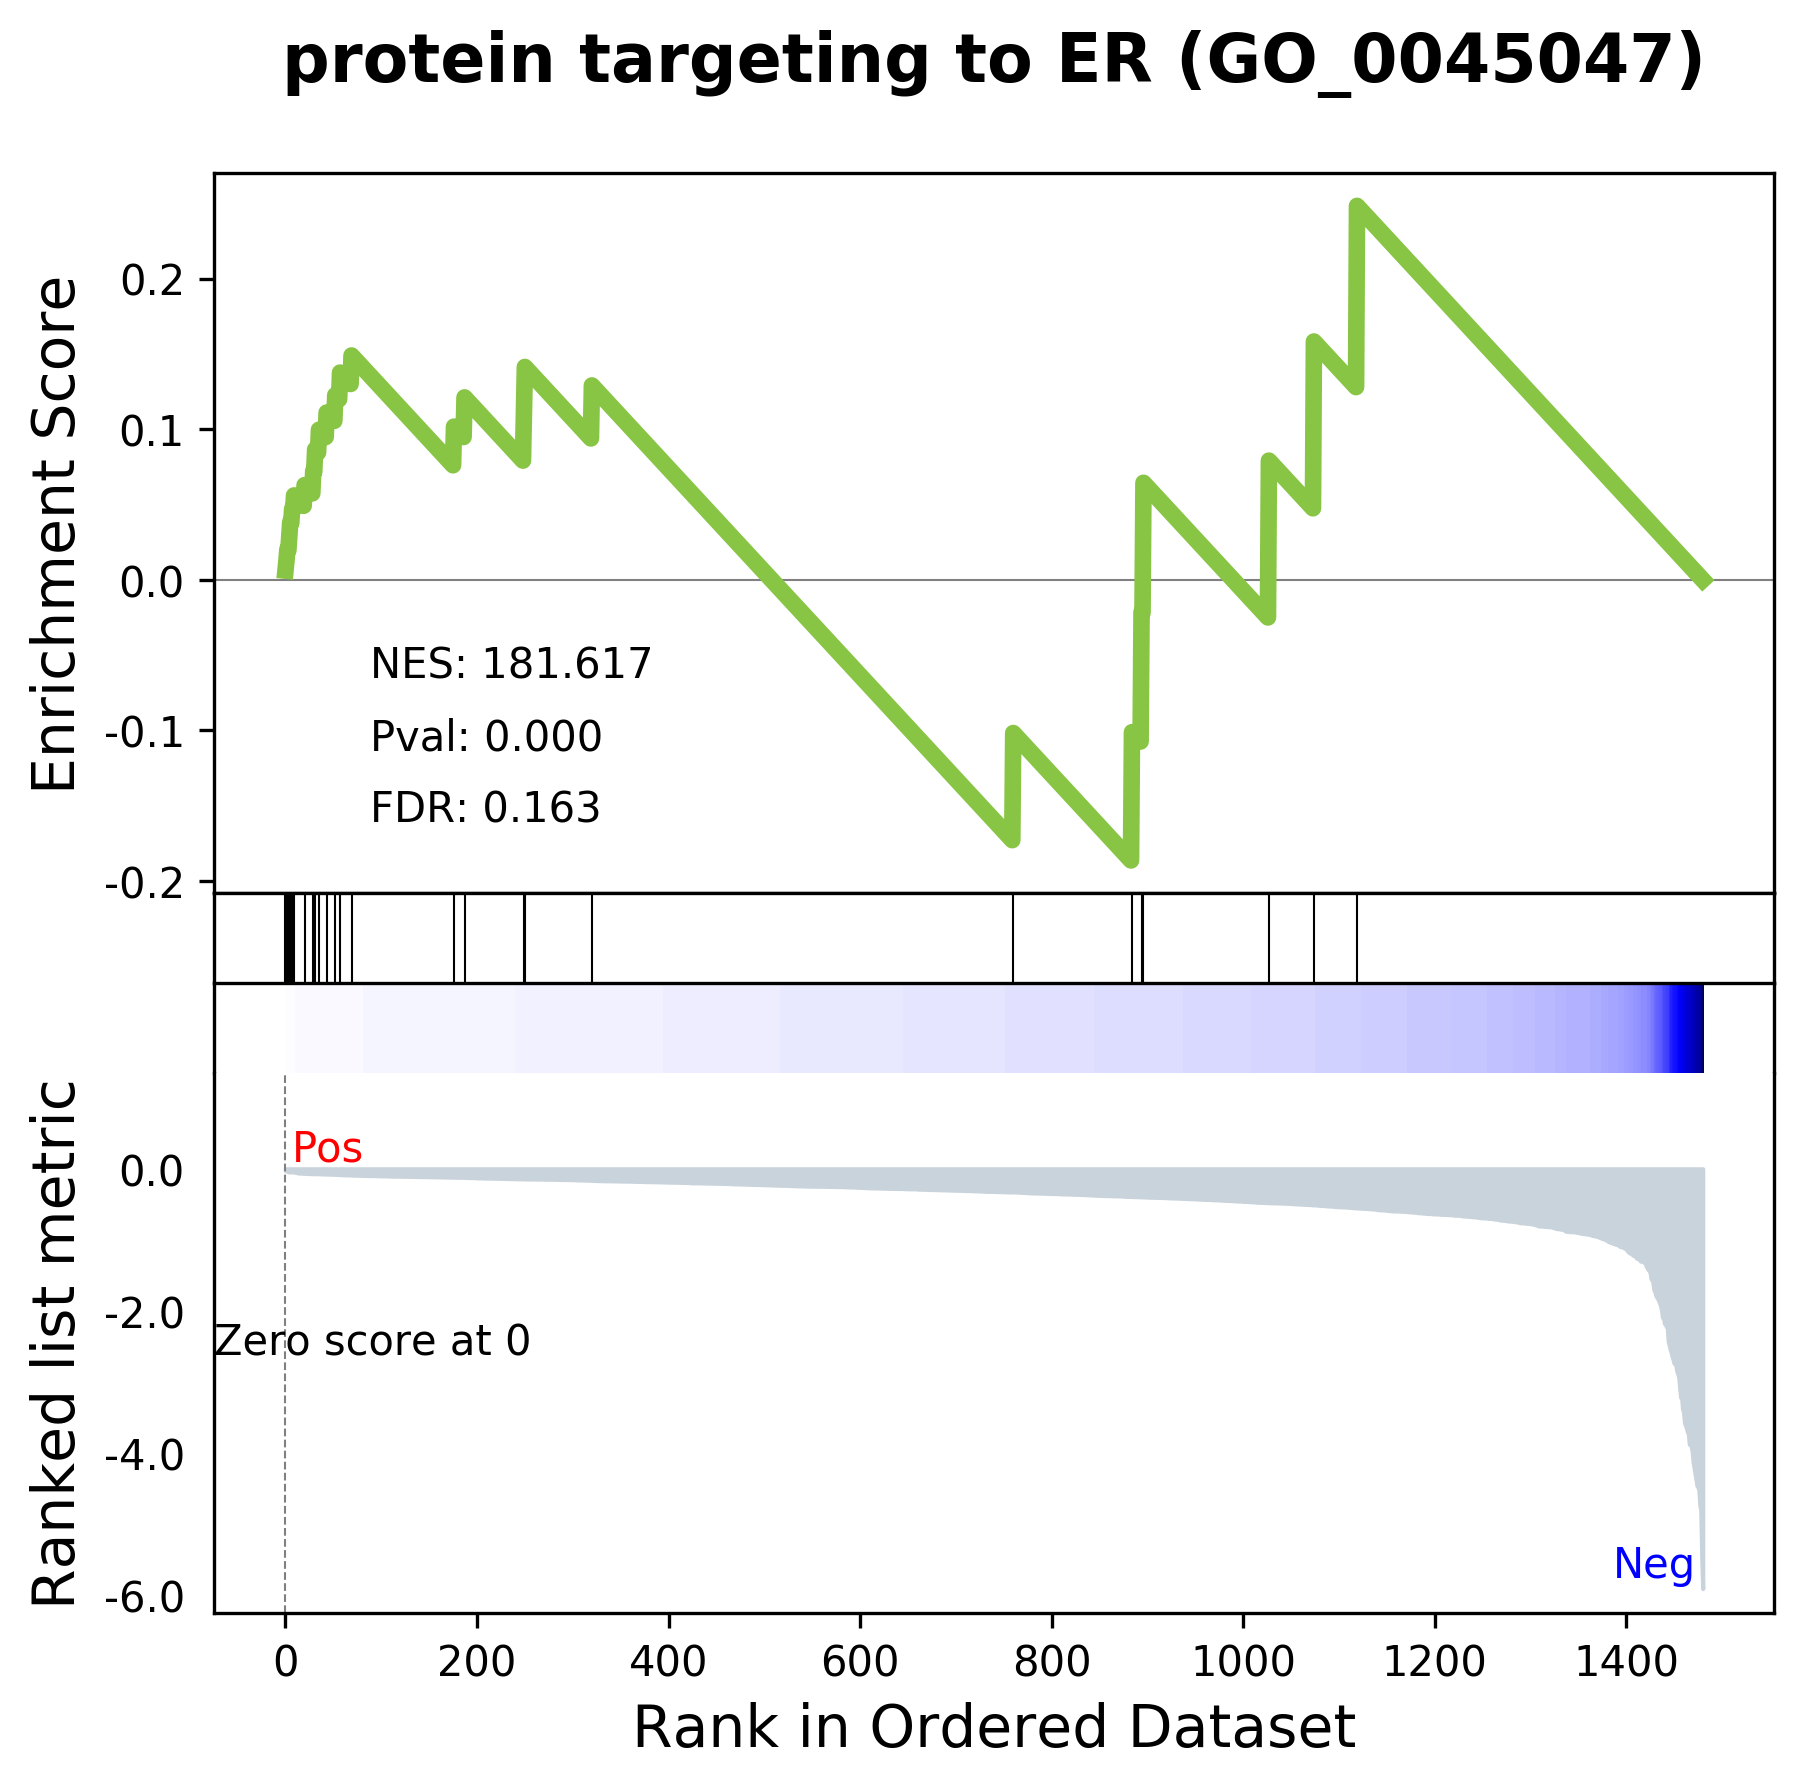 protein targeting to ER (GO_0045047)
Enrichment Score
0.2
0.1
0.0
-0.1
-0.2
NES: 181.617
Pval: 0.000
FDR: 0.163
Ranked list metric
0.0
-2.0
-4.0
-6.0
Pos
Zero score at 0
Neg
0 200 400 600 800 1000 1200 1400
Rank in Ordered Dataset